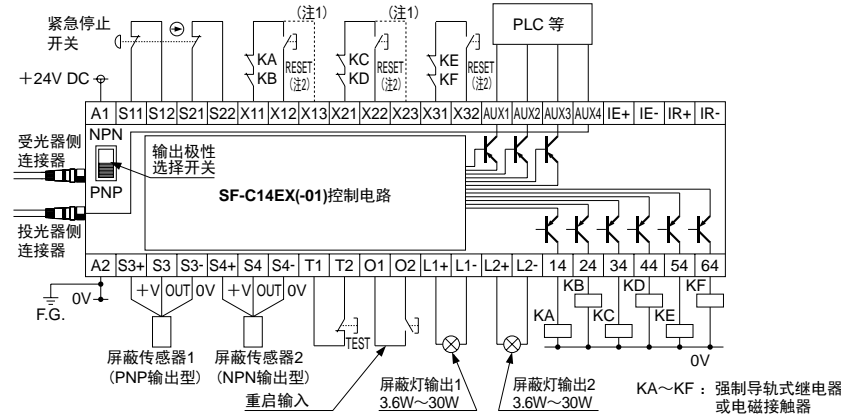 紧急停止
开关
+24V DC
(注1)
(注1)
PLC 等
KA
KB
RESET
(注2)
KC
KD
RESET
(注2)
KE
KF
RESET
(注2)
A1 S11 S12 S21 S22 X11 X12 X13 X21 X22 X23 X31 X32 AUX1 AUX2 AUX3 AUX4 IE+ IE- IR+ IR-
受光器侧
连接器
NPN
PNP
输出极性
选择开关
SF-C14EX(-01)控制电路
投光器侧
连接器
A2 S3+ S3 S3- S4+ S4 S4- T1 T2 O1 O2 L1+ L1- L2+ L2- 14 24 34 44 54 64
0V
F.G.
+V OUT 0V
+V OUT 0V
TEST
KA
KB
KC
KD
KE
KF
0V
屏蔽传感器1
(PNP输出型)
屏蔽传感器2
(NPN输出型)
重启输入
屏蔽灯输出1
3.6W～30W
屏蔽灯输出2
3.6W～30W
KA～KF : 强制导轨式继电器
或电磁接触器